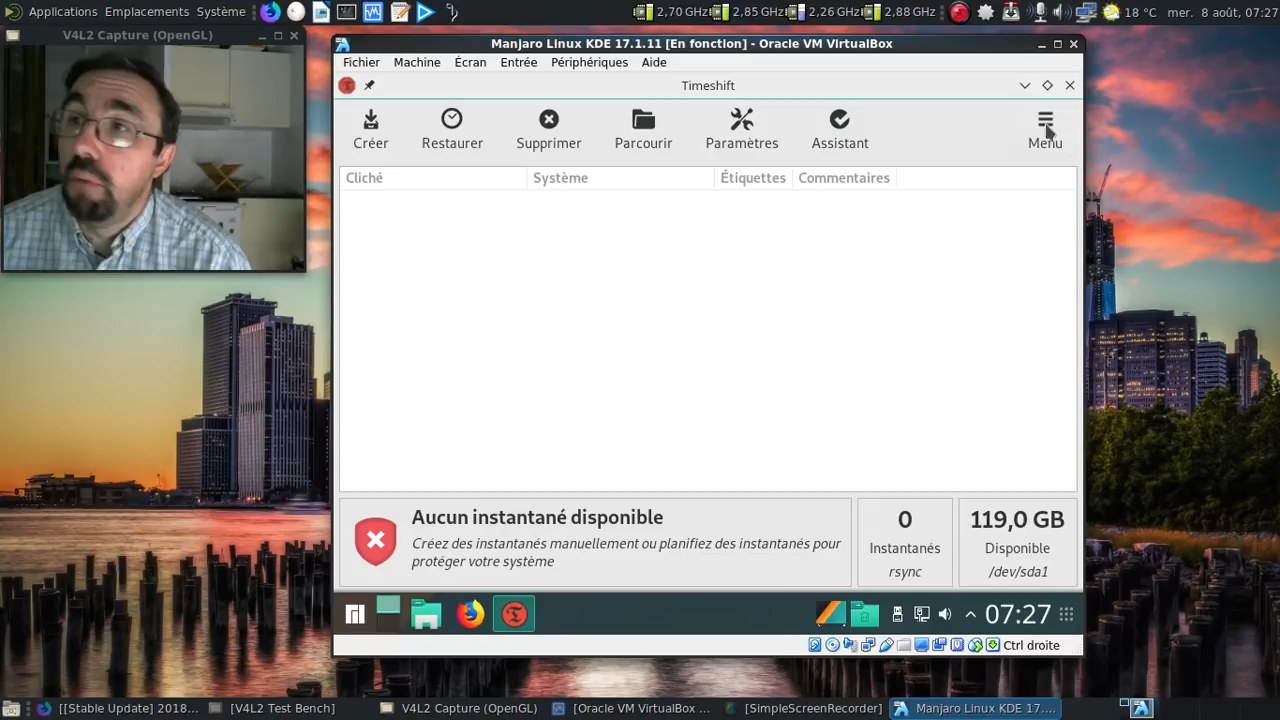 Applications Emplacements Système
2,70 GHz 2,85 GHz 2,26 GHz 2,88 GHz 18 °C mer. 8 août, 07:27
V4L2 Capture (OpenGL)
Manjaro Linux KDE 17.1.11 [En fonction] - Oracle VM VirtualBox
Fichier Machine Écran Entrée Périphériques Aide
Timeshift
Créer Restaurer Supprimer Parcourir Paramètres Assistant Menu
Cliché Système Étiquettes Commentaires
Aucun instantané disponible
Créez des instantanés manuellement ou planifiez des instantanés pour
protéger votre système
0
Instantanés
rsync
119,0 GB
Disponible
/dev/sda1
07:27
Ctrl droite
[[Stable Update] 2018... [V4L2 Test Bench] V4L2 Capture (OpenGL) [Oracle VM VirtualBox ... [SimpleScreenRecorder] Manjaro Linux KDE 17....